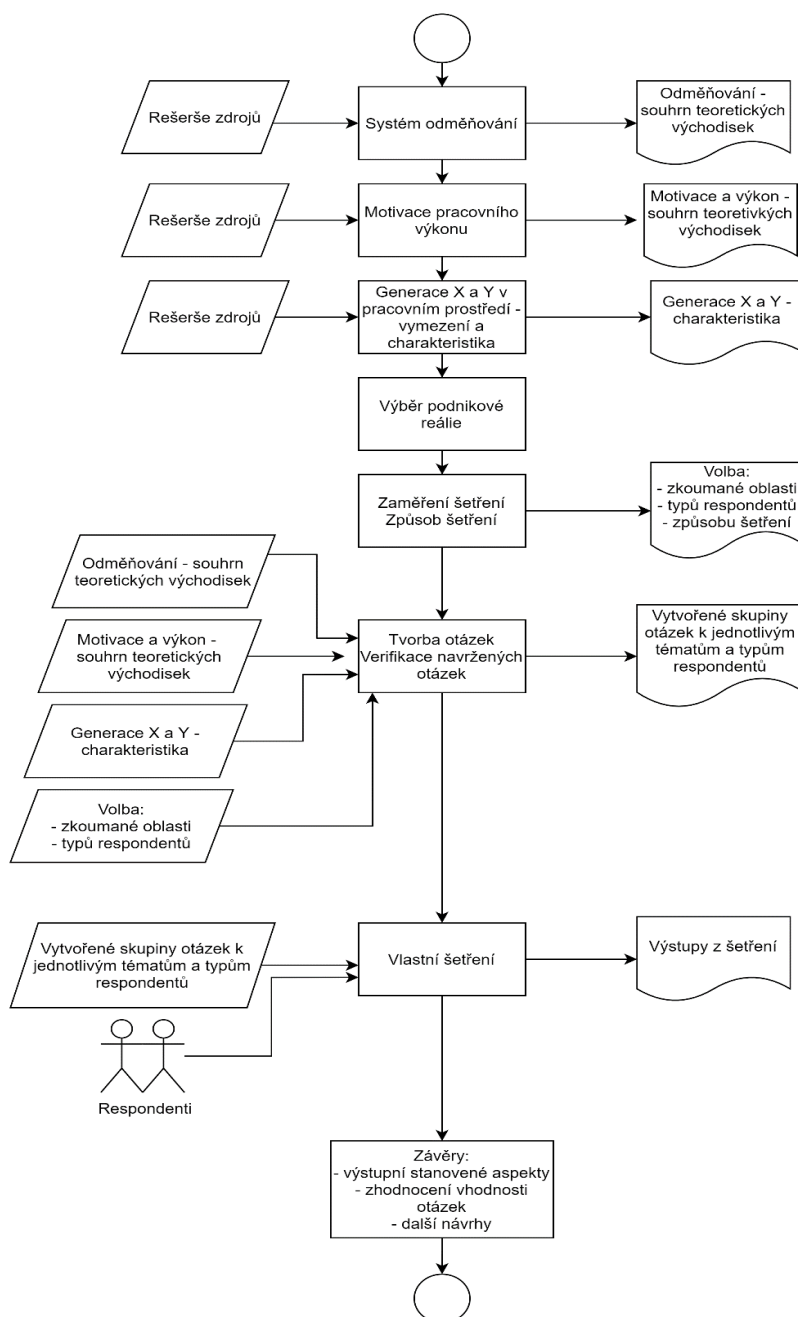 Rešerše zdrojů
Systém odměňování
Odměňování -
souhrn teoretických
východisek
Rešerše zdrojů
Motivace pracovního
výkonu
Motivace a výkon -
souhrn teoretivkých
východisek
Rešerše zdrojů
Generace X a Y v
pracovním prostředí -
vymezení a
charakteristika
Generace X a Y -
charakteristika
Výběr podnikové
reálie
Zaměření šetření
Způsob šetření
Volba:
- zkoumané oblasti
- typů respondentů
- způsobu šetření
Odměňování - souhrn
teoretických východisek
Motivace a výkon -
souhrn teoretických
východisek
Generace X a Y -
charakteristika
Volba:
- zkoumané oblasti
- typů respondentů
Tvorba otázek
Verifikace navržených
otázek
Vytvořené skupiny
otázek k jednotlivým
tématům a typům
respondentů
Vytvořené skupiny otázek k
jednotlivým tématům a typům
respondentů
Respondenti
Vlastní šetření
Výstupy z šetření
Závěry:
- výstupní stanovené aspekty
- zhodnocení vhodnosti
otázek
- další návrhy